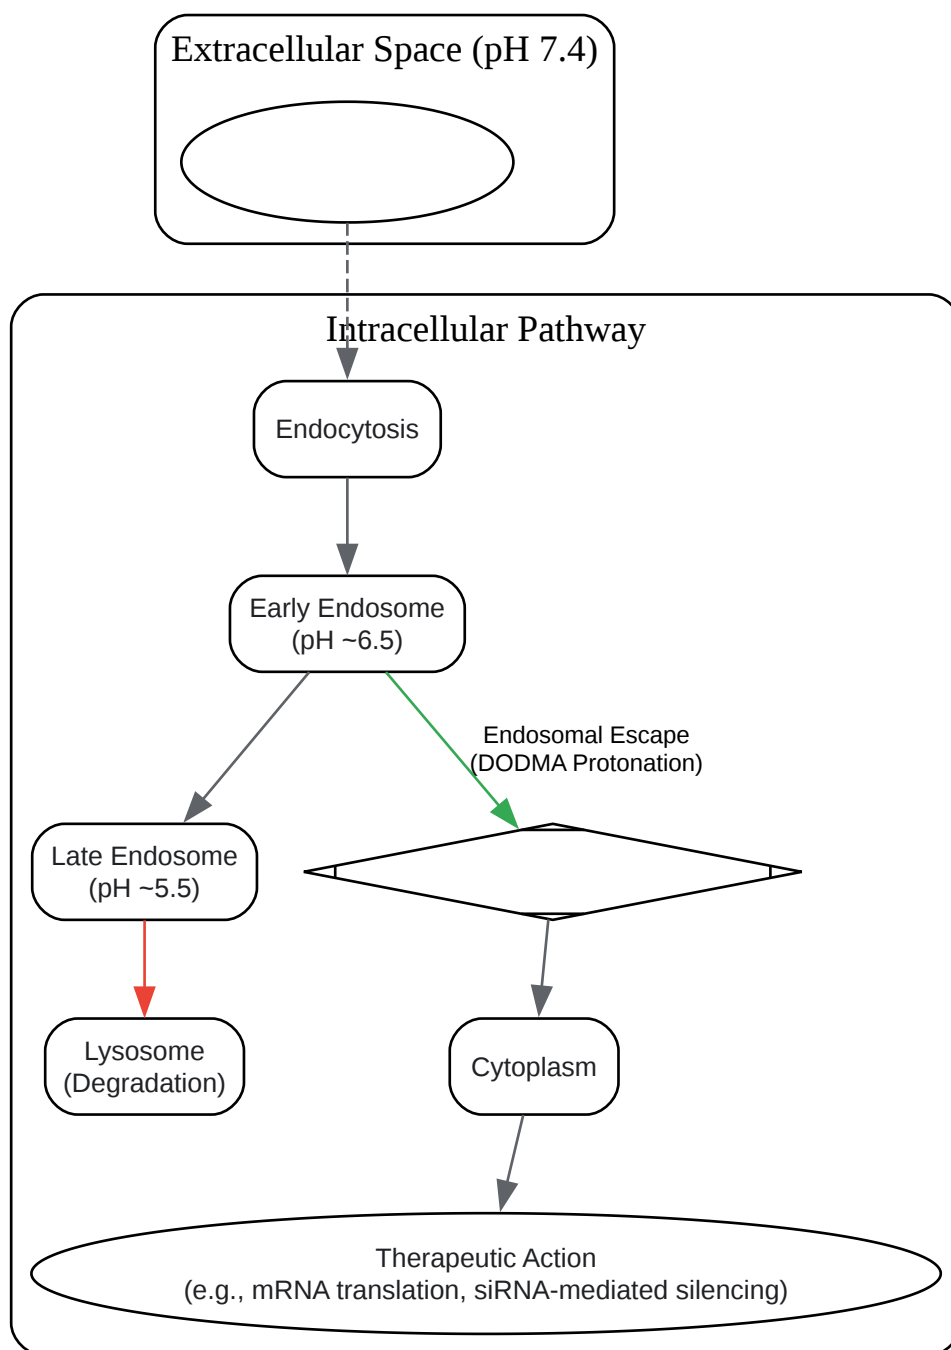 Extracellular Space (pH 7.4)
Intracellular Pathway
Endocytosis
Early Endosome
(pH ~6.5)
Endosomal Escape
(DODMA Protonation)
Late Endosome
(pH ~5.5)
Lysosome
(Degradation)
Cytoplasm
Therapeutic Action
(e.g., mRNA translation, siRNA-mediated silencing)